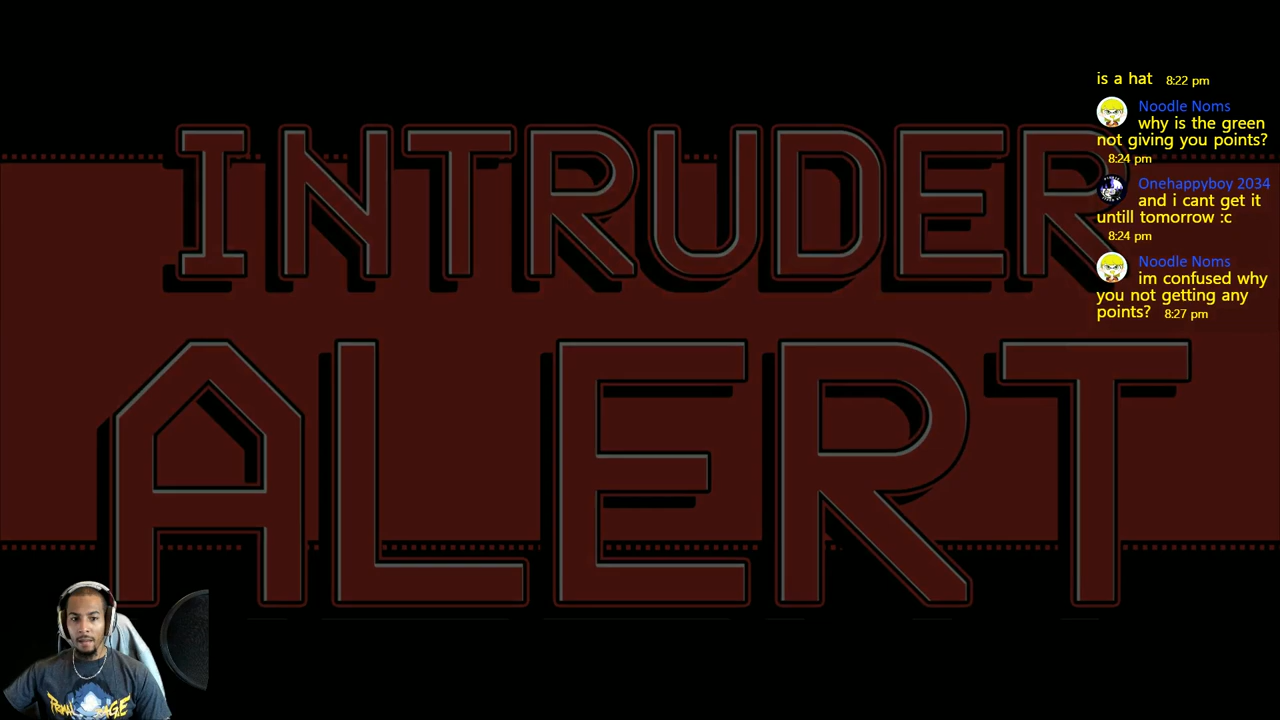 INTRUDER
ALERT
is a hat 8:22 pm
Noodle Noms
why is the green
not giving you points?
8:24 pm
Onehappyboy 2034
and i cant get it
untill tomorrow :c
8:24 pm
Noodle Noms
im confused why
you not getting any
points? 8:27 pm